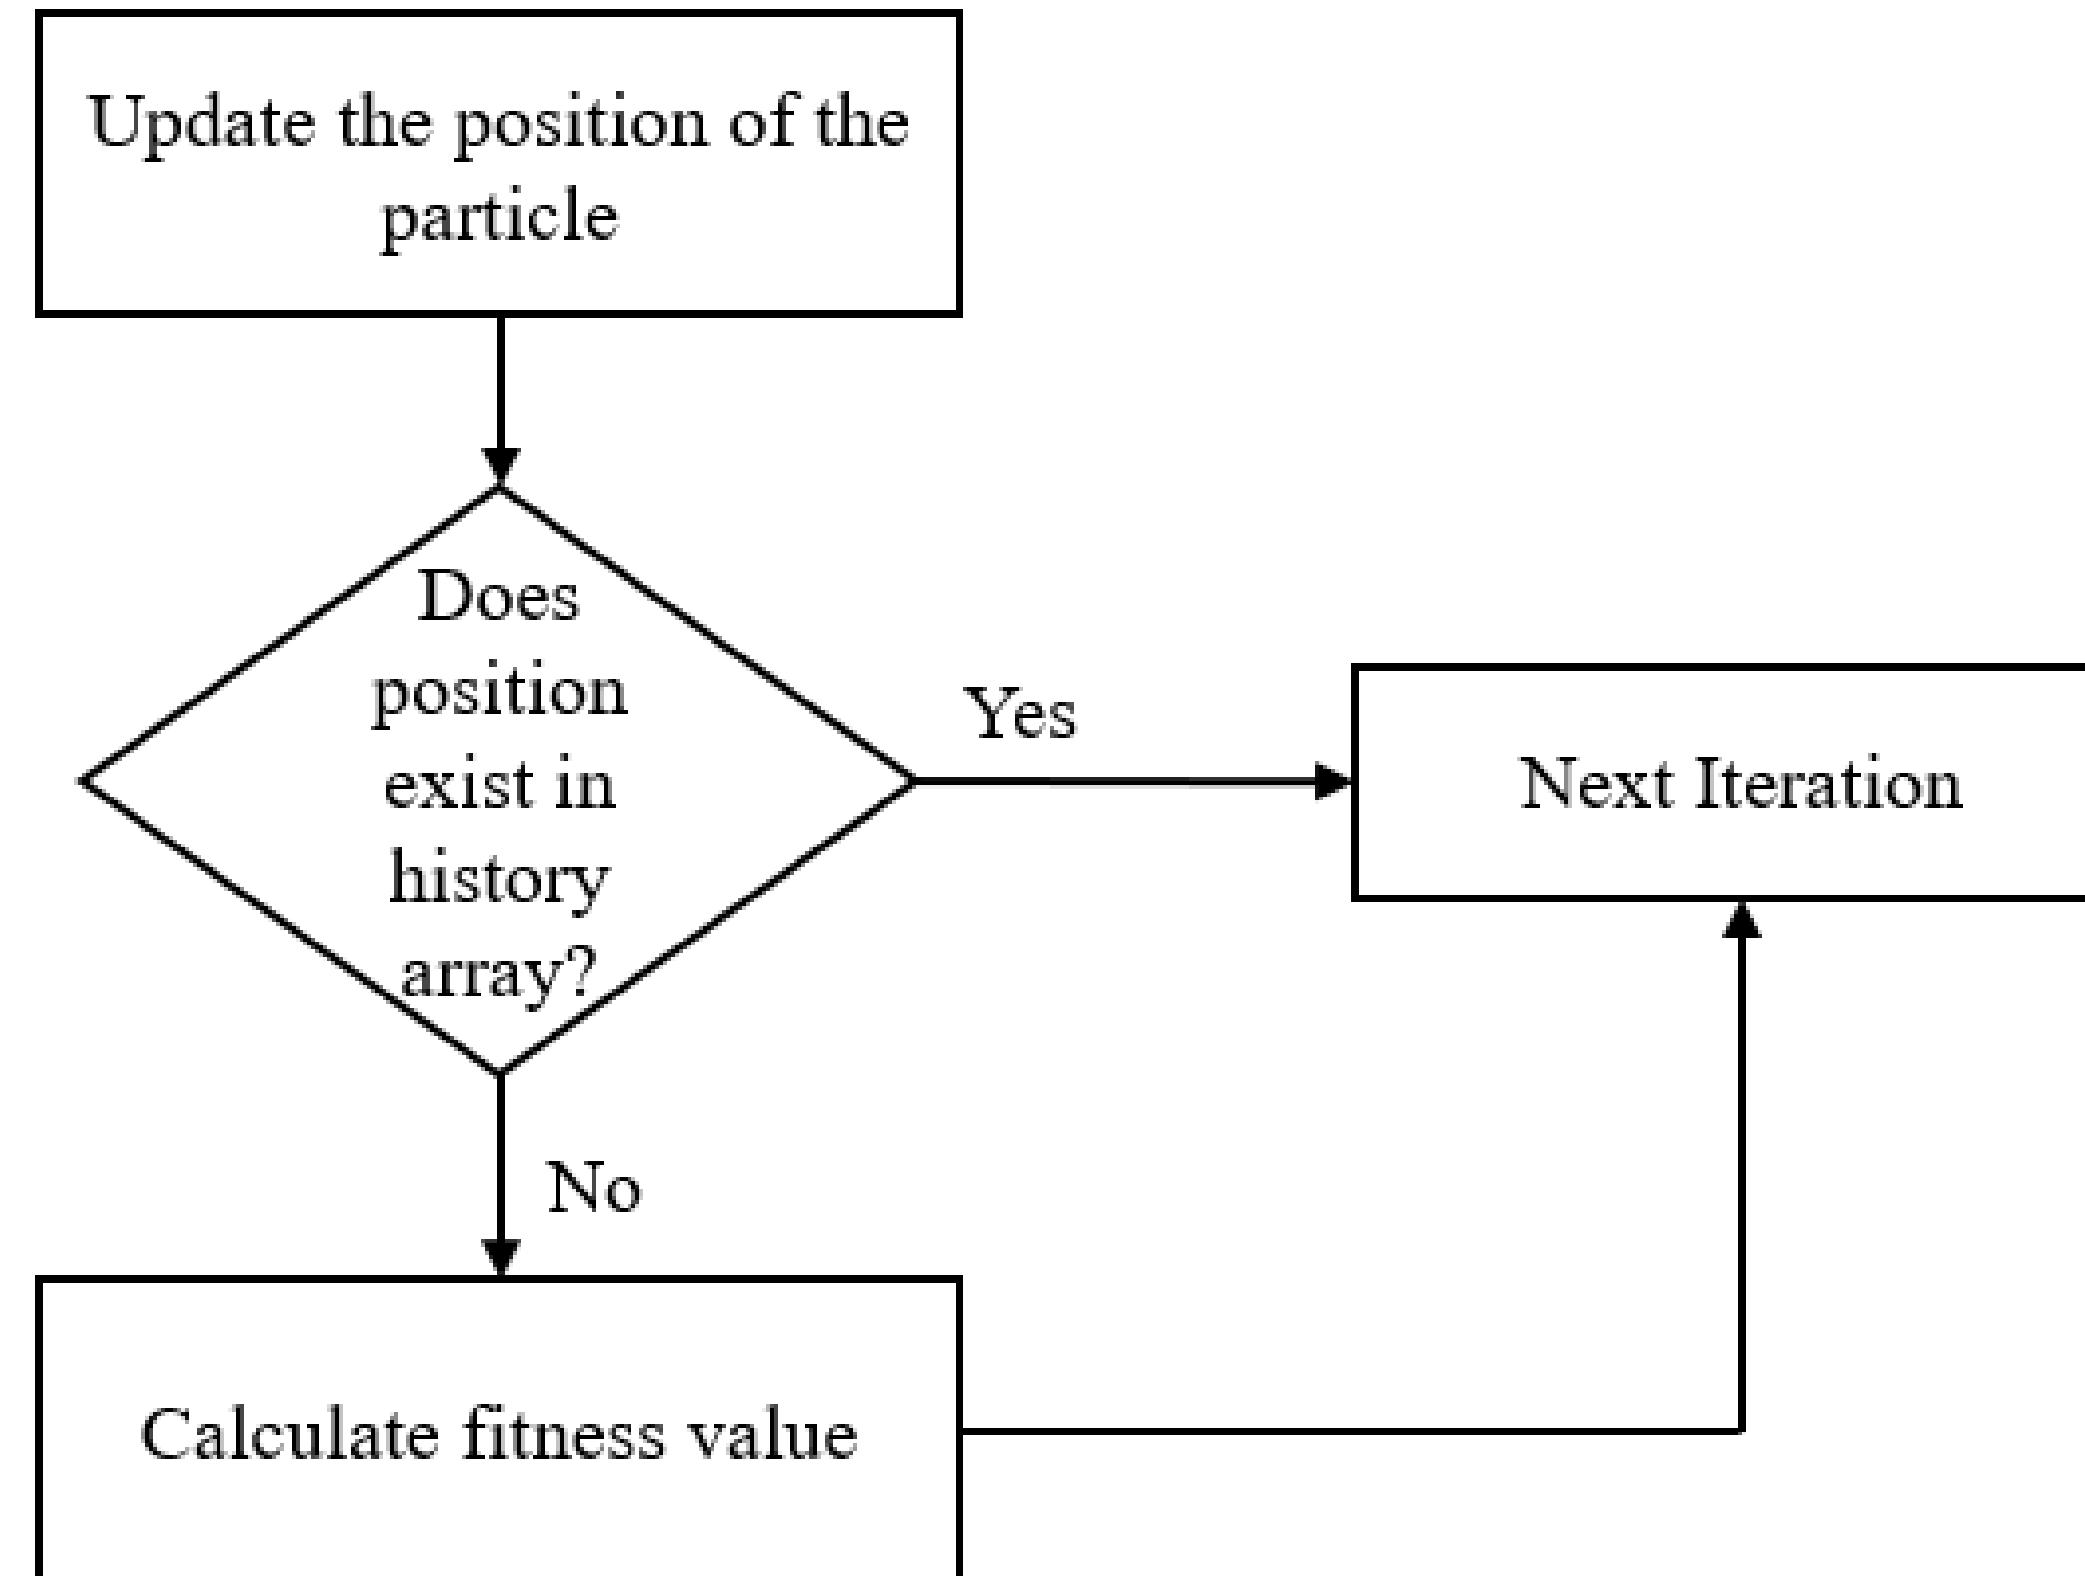 Update the position of the
particle
Does
position
exist in
history
array?
Yes
Next Iteration
No
Calculate fitness value